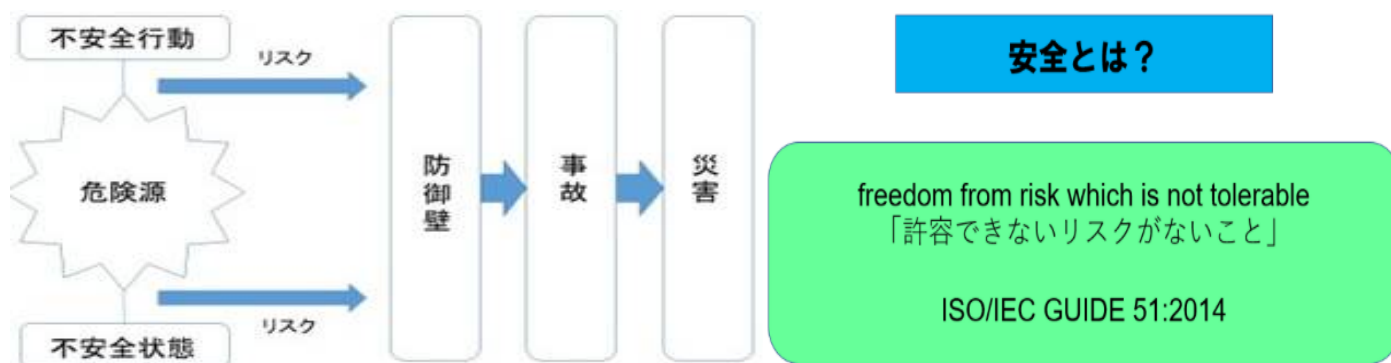 不安全行動
リスク
危険源
リスク
不安全状態
防御壁
事故
災害
安全とは？
freedom from risk which is not tolerable
「許容できないリスクがないこと」
ISO/IEC GUIDE 51:2014